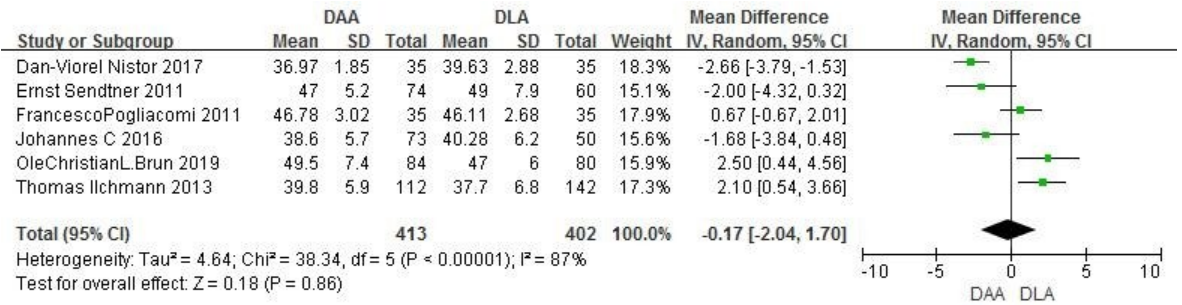 DAA DLA Mean Difference Mean Difference
Study or Subgroup Mean SD Total Mean SD Total Weight IV, Random, 95% CI IV, Random, 95% CI
Dan-Viorel Nistor 2017 36.97 1.85 35 39.63 2.88 35 18.3% -2.66 [-3.79, -1.53]
Ernst Sendtner 2011 47 5.2 74 49 7.9 60 15.1% -2.00 [-4.32, 0.32]
FrancescoPogliacomi 2011 46.78 3.02 35 46.11 2.68 35 17.9% 0.67 [-0.67, 2.01]
Johannes C 2016 38.6 5.7 73 40.28 6.2 50 15.6% -1.68 [-3.84, 0.48]
OleChristianL.Brun 2019 49.5 7.4 84 47 6 80 15.9% 2.50 [0.44, 4.56]
Thomas Ilchmann 2013 39.8 5.9 112 37.7 6.8 142 17.3% 2.10 [0.54, 3.66]
Total (95% CI) 413 402 100.0% -0.17 [-2.04, 1.70]
Heterogeneity: Tau² = 4.64; Chi² = 38.34, df = 5 (P < 0.00001); I² = 87%
Test for overall effect: Z = 0.18 (P = 0.86)
-10 -5 0 5 10
DAA DLA